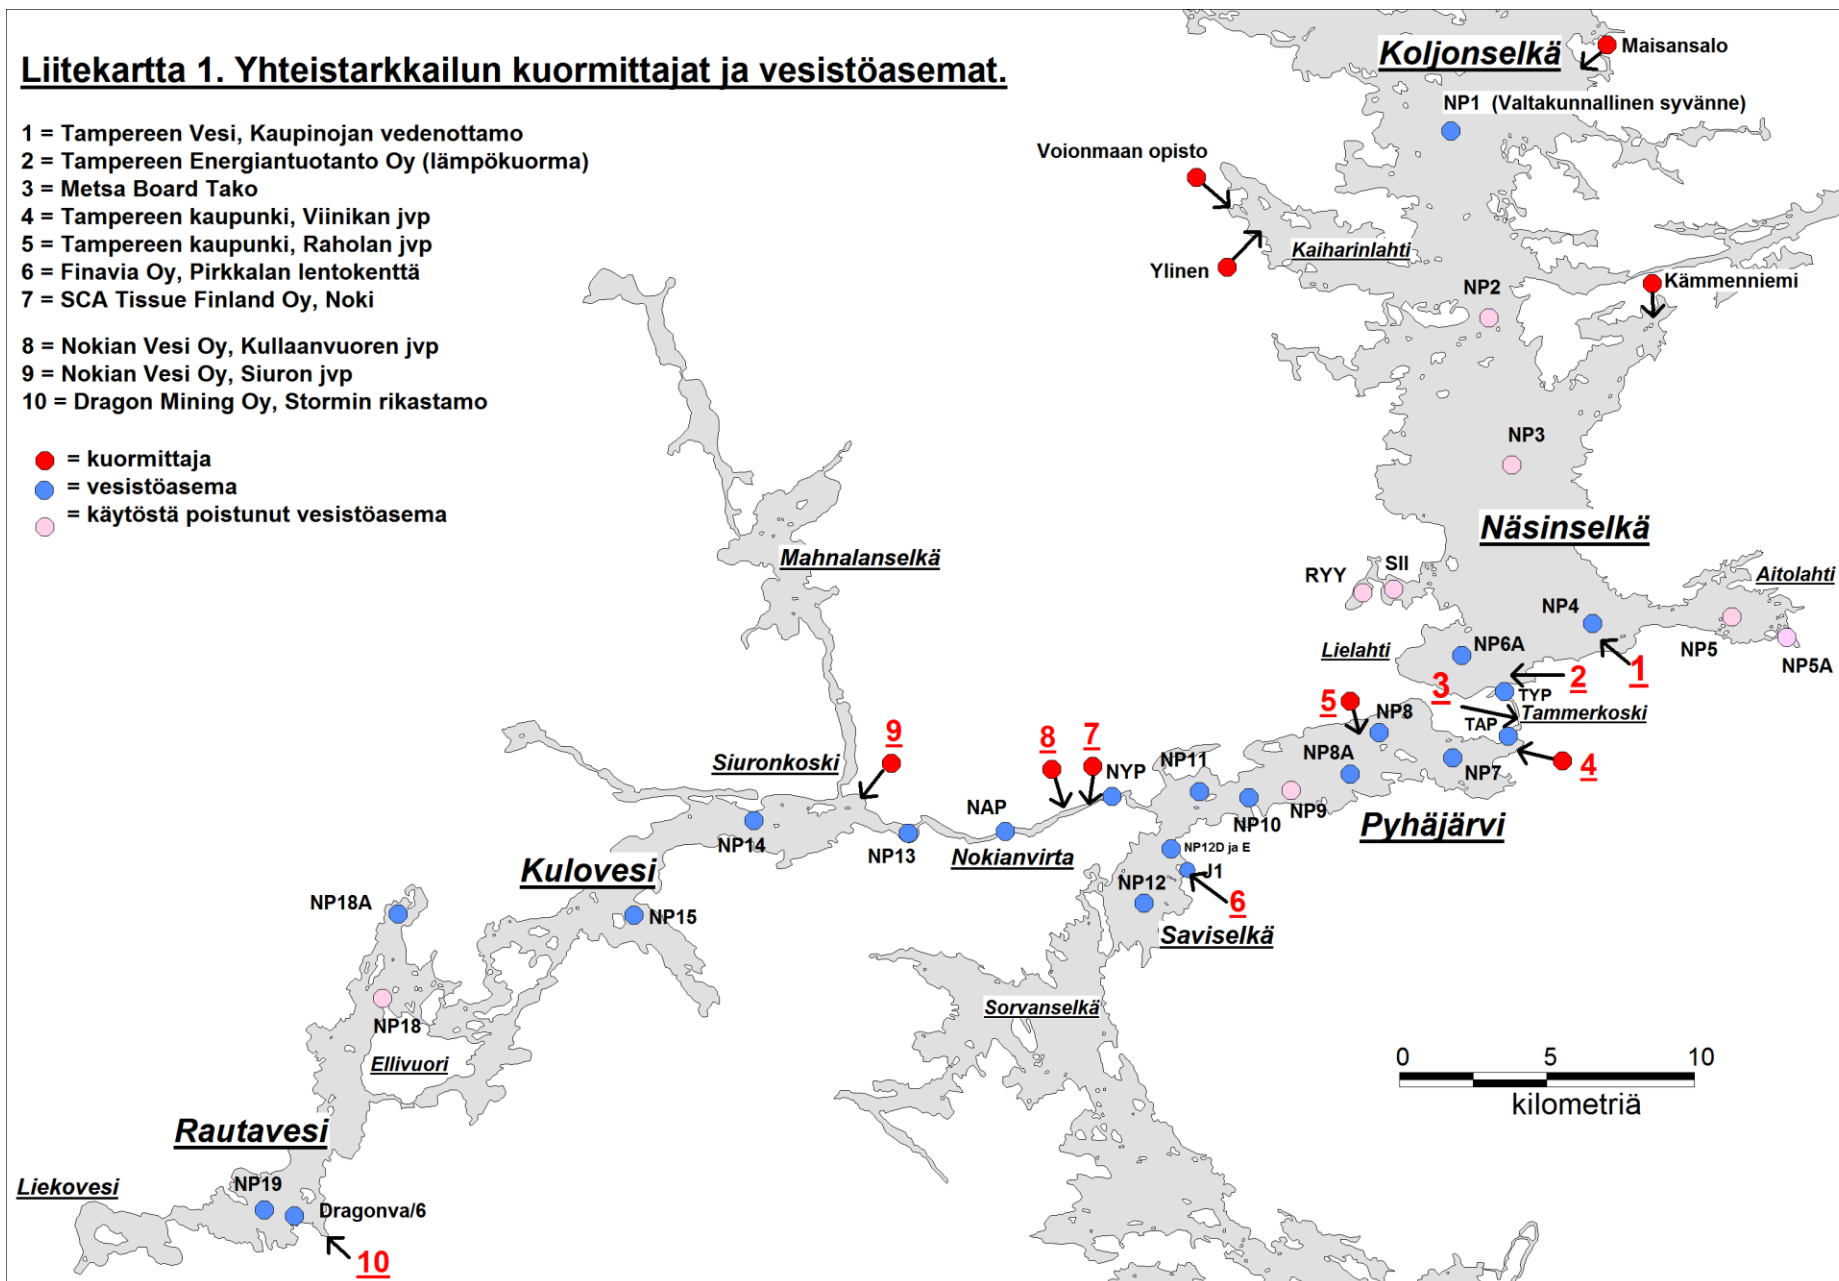 Liitekartta 1. Yhteistarkkailun kuormittajat ja vesistöasemat.
1 = Tampereen Vesi, Kaupinojan vedenottamo
2 = Tampereen Energiantuotanto Oy (lämpökuorma)
3 = Metsa Board Tako
4 = Tampereen kaupunki, Viinikan jvp
5 = Tampereen kaupunki, Raholan jvp
6 = Finavia Oy, Pirkkalan lentokenttä
7 = SCA Tissue Finland Oy, Noki
8 = Nokian Vesi Oy, Kullaanvuoren jvp
9 = Nokian Vesi Oy, Siuron jvp
10 = Dragon Mining Oy, Stormin rikastamo
= kuormittaja
= vesistöasema
= käytöstä poistunut vesistöasema
Koljonselkä
Maisansalo
NP1 (Valtakunnallinen syvänne)
Voionmaan opisto
Kaiharinlahti
Ylinen
NP2
Kämmenniemi
NP3
Näsinselkä
Mahnalanselkä
RYY
SII
Aitolahti
NP4
NP5
NP5A
Lielahti
NP6A
1
2
3
TYP
Tammerkoski
TAP
5
NP8
4
NP7
NP8A
9
8
7
Siuronkoski
NYP
NP11
NP10
NP9
Pyhäjärvi
NAP
NP14
NP13
Nokianvirta
NP12D ja E
J1
Kulovesi
NP12
6
NP18A
NP15
Saviselkä
Sorvanselkä
NP18
Ellivuori
0 5 10
kilometriä
Rautavesi
Liekovesi
NP19
Dragonva/6
10